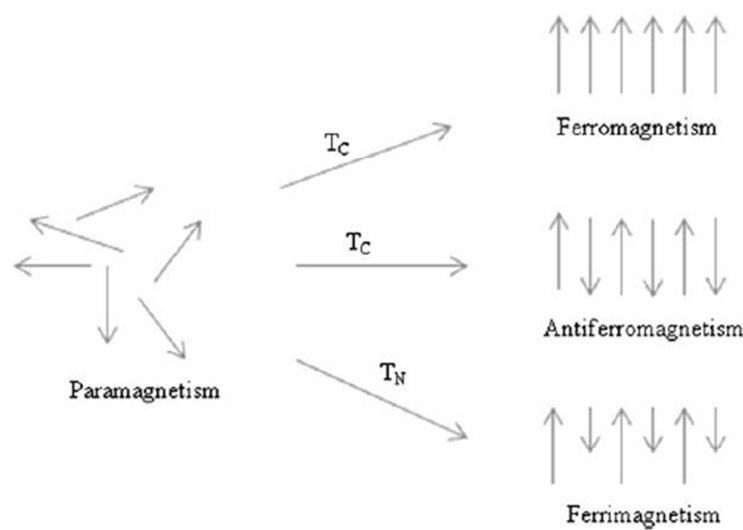 Ferromagnetism
T_C
T_C
Antiferromagnetism
T_N
Paramagnetism
Ferrimagnetism